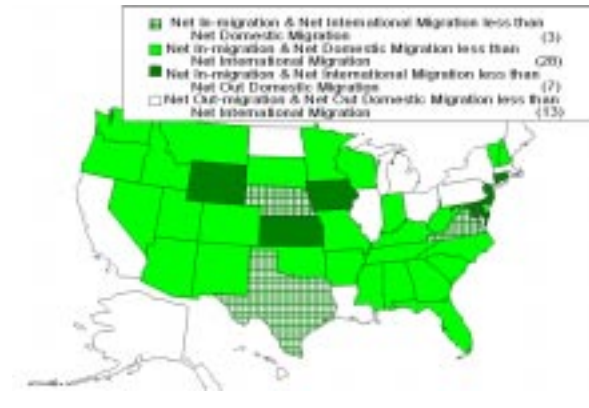 Net In-migration & Net International Migration less than
Net Domestic Migration (3)
Net In-migration & Net Domestic Migration less than
Net International Migration (28)
Net In-migration & Net International Migration less than
Net Out Domestic Migration (7)
Net Out-migration & Net Out Domestic Migration less than
Net International Migration (13)